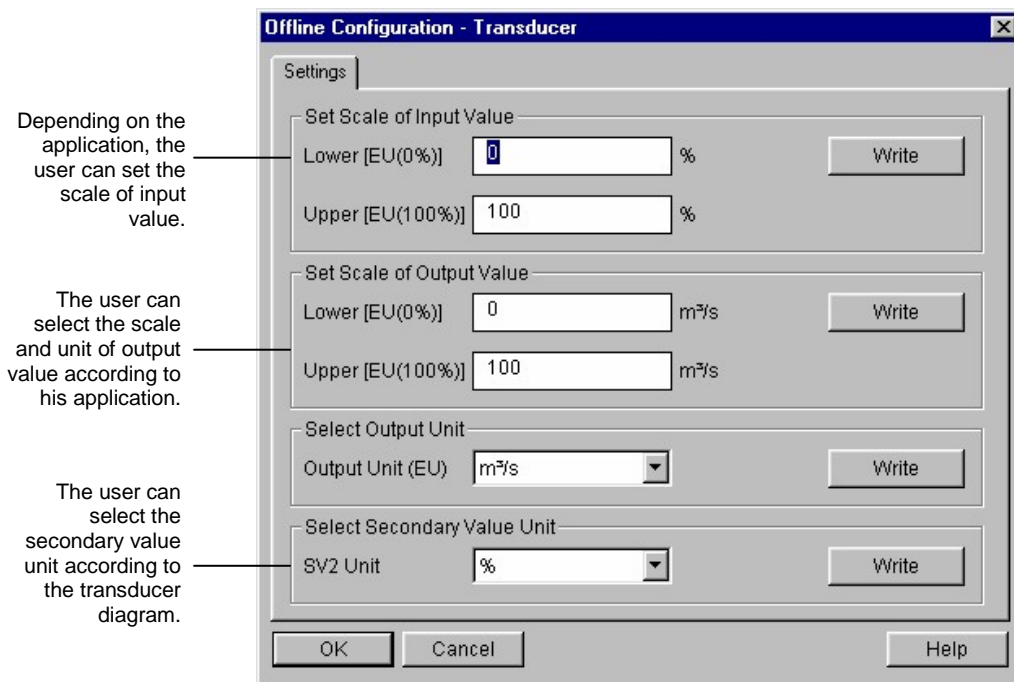 Offline Configuration - Transducer
Settings
Depending on the
application, the
user can set the
scale of input
value.
Set Scale of Input Value
Lower [EU(0%)] 0 % Write
Upper [EU(100%)] 100 %
The user can
select the scale
and unit of output
value according to
his application.
Set Scale of Output Value
Lower [EU(0%)] 0 m³/s Write
Upper [EU(100%)] 100 m³/s
Select Output Unit
Output Unit (EU) m³/s Write
The user can
select the
secondary value
unit according to
the transducer
diagram.
Select Secondary Value Unit
SV2 Unit % Write
OK Cancel Help